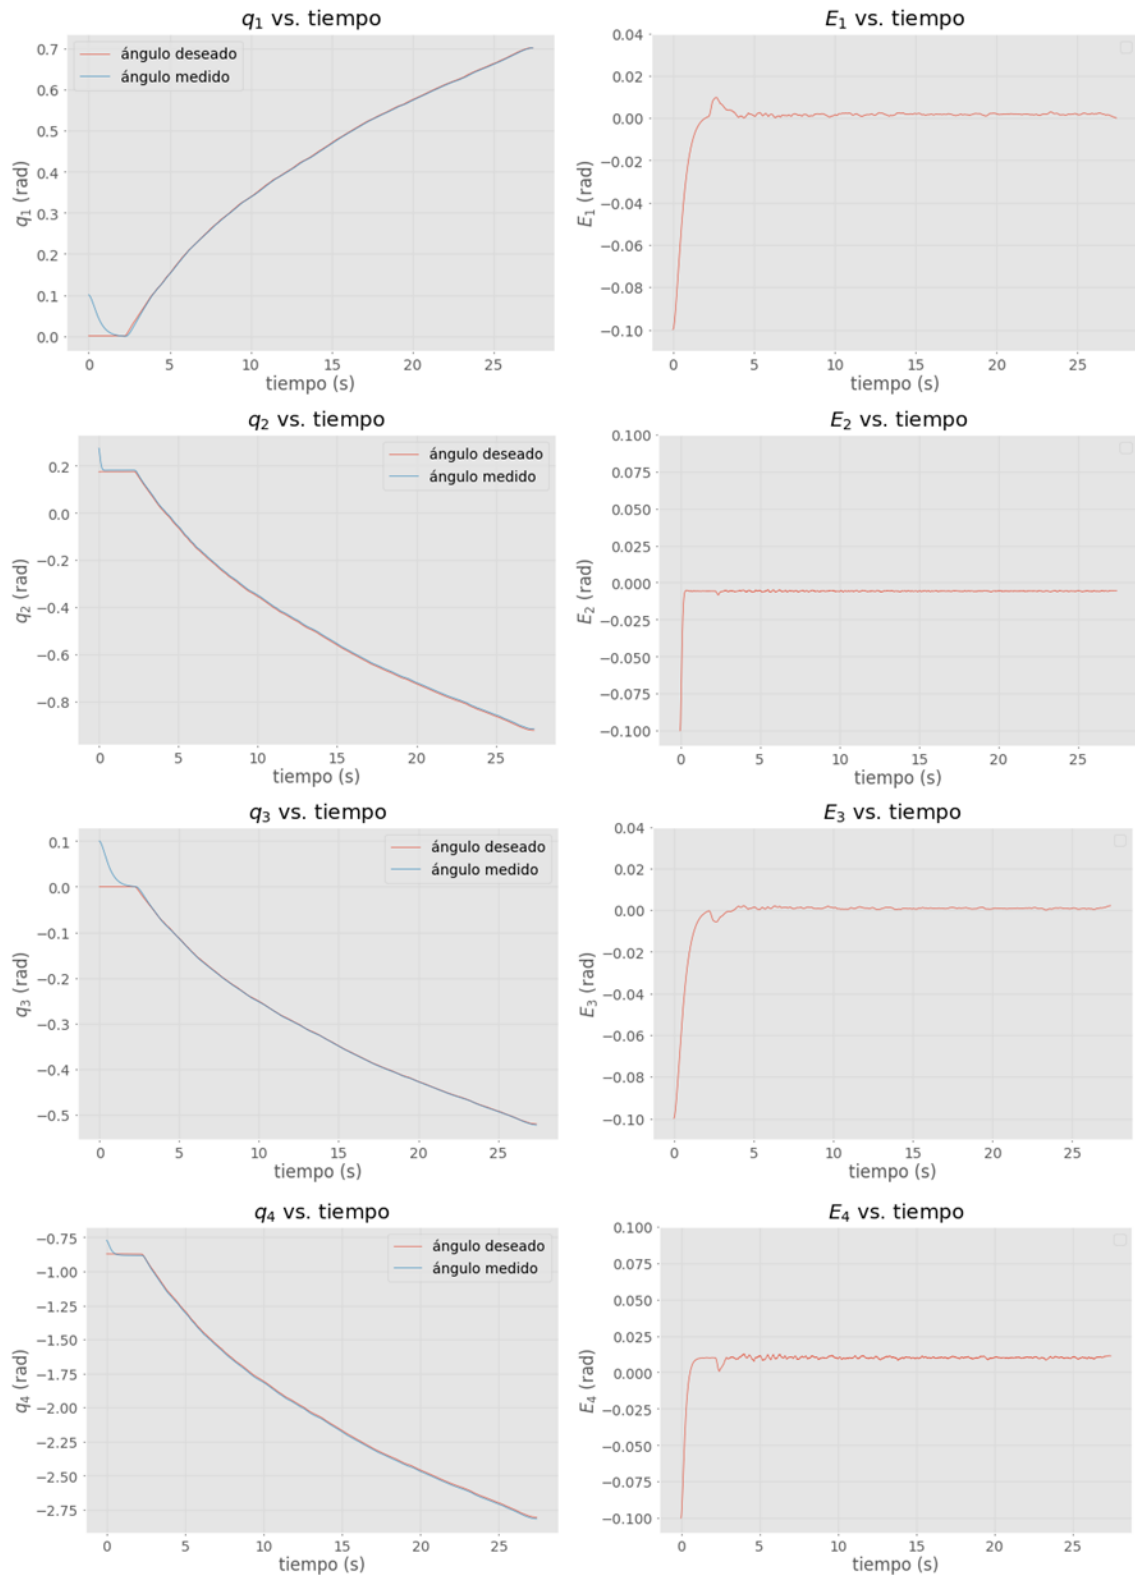 q₁ vs. tiempo
ángulo deseado
ángulo medido
0.7
0.6
0.5
0.4
0.3
0.2
0.1
0.0
q₁ (rad)
0 5 10 15 20 25
tiempo (s)
E₁ vs. tiempo
0.04
0.02
0.00
−0.02
−0.04
−0.06
−0.08
−0.10
E₁ (rad)
0 5 10 15 20 25
tiempo (s)
q₂ vs. tiempo
ángulo deseado
ángulo medido
0.2
0.0
−0.2
−0.4
−0.6
−0.8
q₂ (rad)
0 5 10 15 20 25
tiempo (s)
E₂ vs. tiempo
0.100
0.075
0.050
0.025
0.000
−0.025
−0.050
−0.075
−0.100
E₂ (rad)
0 5 10 15 20 25
tiempo (s)
q₃ vs. tiempo
ángulo deseado
ángulo medido
0.1
0.0
−0.1
−0.2
−0.3
−0.4
−0.5
q₃ (rad)
0 5 10 15 20 25
tiempo (s)
E₃ vs. tiempo
0.04
0.02
0.00
−0.02
−0.04
−0.06
−0.08
−0.10
E₃ (rad)
0 5 10 15 20 25
tiempo (s)
q₄ vs. tiempo
ángulo deseado
ángulo medido
−0.75
−1.00
−1.25
−1.50
−1.75
−2.00
−2.25
−2.50
−2.75
q₄ (rad)
0 5 10 15 20 25
tiempo (s)
E₄ vs. tiempo
0.100
0.075
0.050
0.025
0.000
−0.025
−0.050
−0.075
−0.100
E₄ (rad)
0 5 10 15 20 25
tiempo (s)